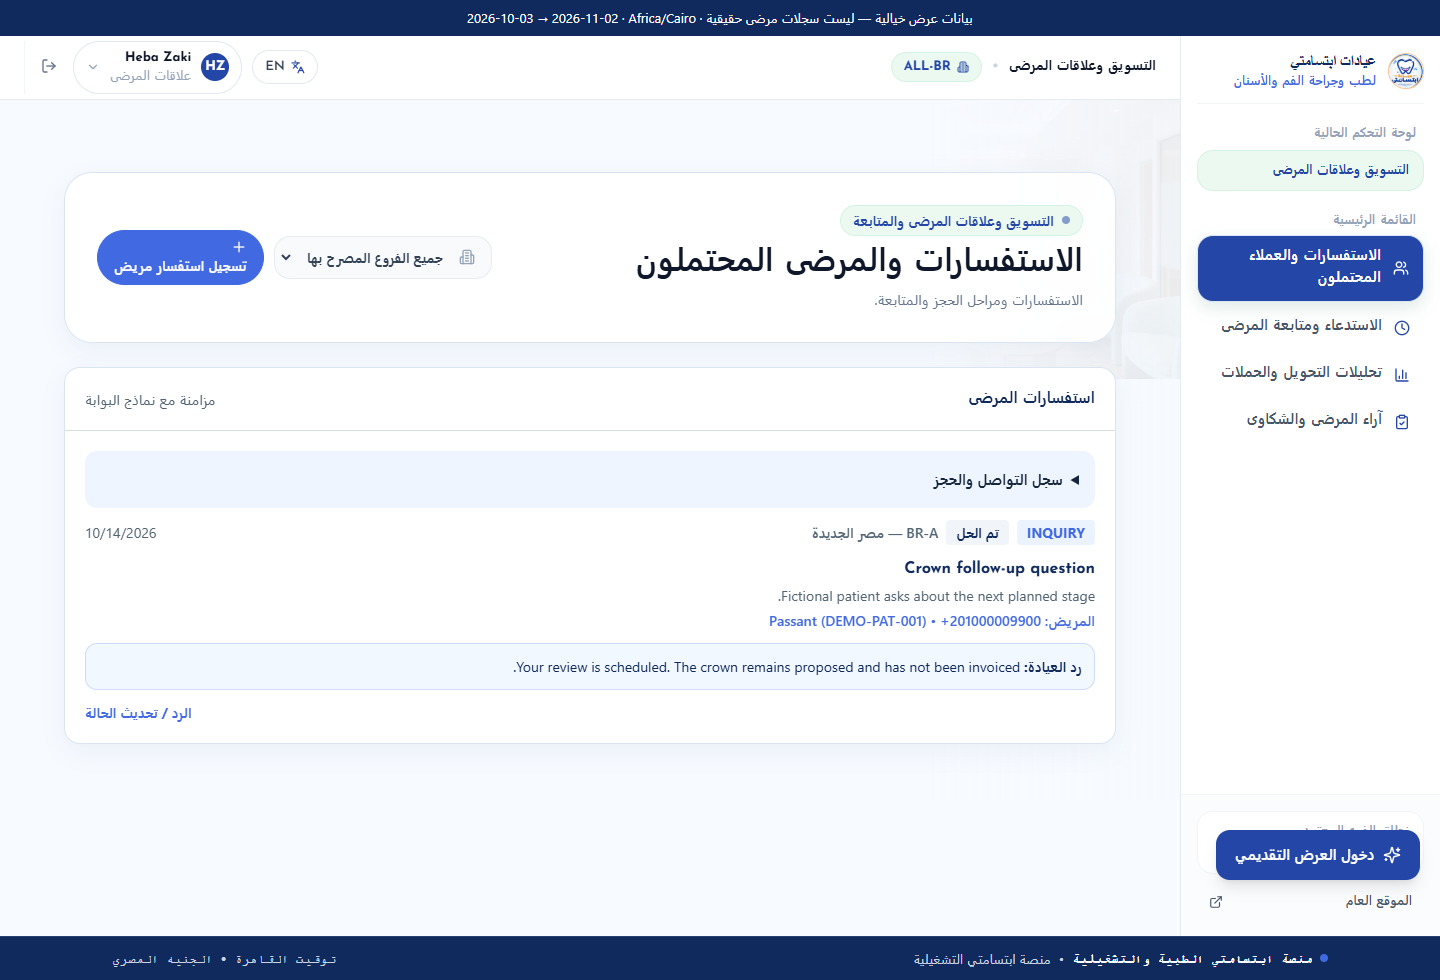 بيانات عرض خيالية — ليست سجلات مرضى حقيقية · 2026-10-03 → 2026-11-02 · Africa/Cairo
عيادات ابتسامتي
لطب وجراحة الفم والأسنان
التسويق وعلاقات المرضى
ALL-BR
EN
HZ
Heba Zaki
علاقات المرضى
لوحة التحكم الحالية
التسويق وعلاقات المرضى
القائمة الرئيسية
الاستفسارات والعملاء
المحتملون
الاستدعاء ومتابعة المرضى
تحليلات التحويل والحملات
آراء المرضى والشكاوى
دخول العرض التقديمي
الموقع العام
التسويق وعلاقات المرضى والمتابعة
الاستفسارات والمرضى المحتملون
الاستفسارات ومراحل الحجز والمتابعة.
جميع الفروع المصرح بها
تسجيل استفسار مريض
استفسارات المرضى
مزامنة مع نماذج البوابة
سجل التواصل والحجز
INQUIRY
تم الحل
BR-A — مصر الجديدة
10/14/2026
Crown follow-up question
Fictional patient asks about the next planned stage.
المريض: Passant (DEMO-PAT-001) • +201000009900
رد العيادة: Your review is scheduled. The crown remains proposed and has not been invoiced.
الرد / تحديث الحالة
منصة ابتسامتي الطبية والتشغيلية • منصة ابتسامتي التشغيلية
توقيت القاهرة • الجنيه المصري